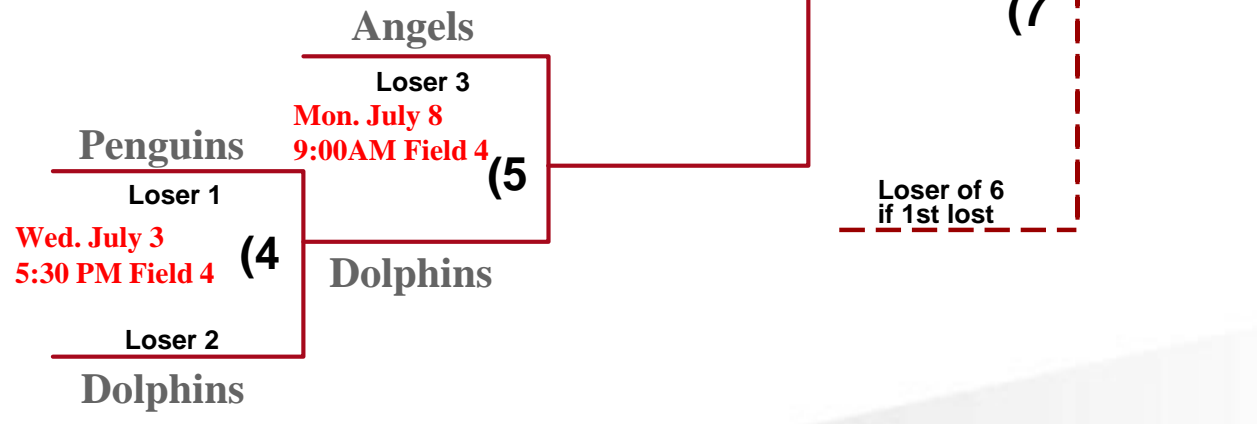 (7
Angels
Loser 3
Mon. July 8
9:00AM Field 4
(5
Penguins
Loser 1
Wed. July 3
5:30 PM Field 4
(4
Dolphins
Loser 2
Dolphins
Loser of 6
if 1st lost